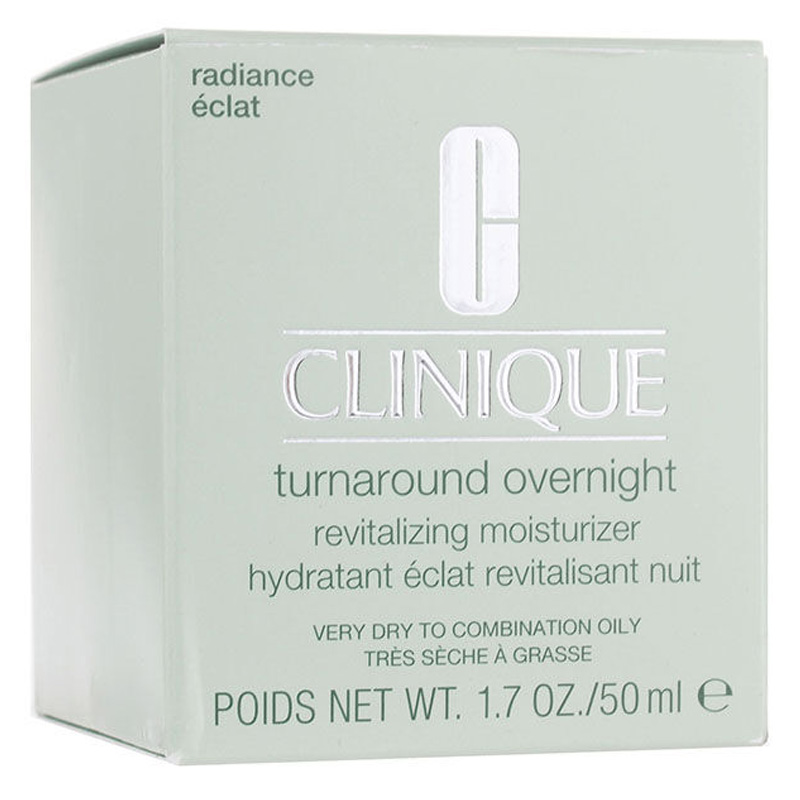 radiance
éclat
C
CLINIQUE
turnaround overnight
revitalizing moisturizer
hydratant éclat revitalisant nuit
VERY DRY TO COMBINATION OILY
TRÈS SÈCHE À GRASSE
POIDS NET WT. 1.7 OZ./50 ml ℮